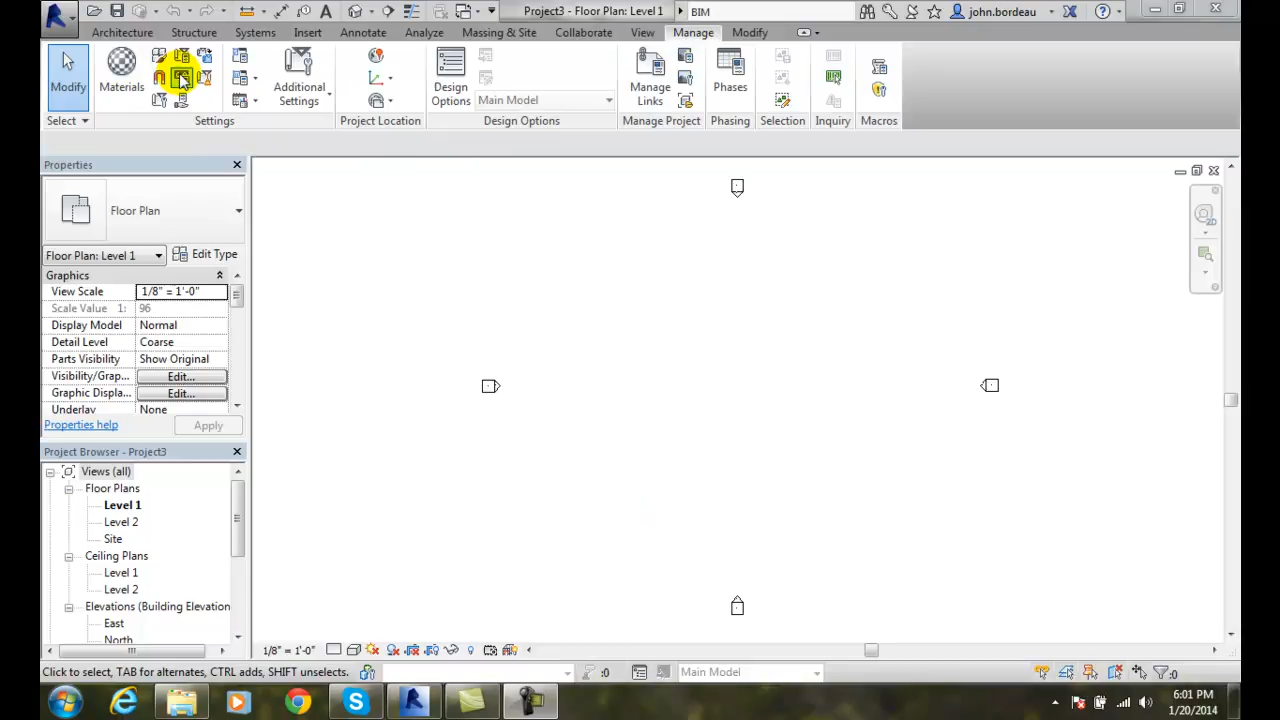 Project3 - Floor Plan: Level 1
BIM
john.bordeau
Architecture Structure Systems Insert Annotate Analyze Massing & Site Collaborate View Manage Modify
Modify
Materials
Additional Settings
Design Options
Main Model
Manage Links
Phases
Select
Settings
Project Location
Design Options
Manage Project
Phasing
Selection
Inquiry
Macros
Properties
Floor Plan
Floor Plan: Level 1
Edit Type
Graphics
View Scale 1/8" = 1'-0"
Scale Value 1: 96
Display Model Normal
Detail Level Coarse
Parts Visibility Show Original
Visibility/Grap... Edit...
Graphic Displa... Edit...
Underlay None
Properties help
Apply
Project Browser - Project3
Views (all)
Floor Plans
Level 1
Level 2
Site
Ceiling Plans
Level 1
Level 2
Elevations (Building Elevation
East
North
2D
1/8" = 1'-0"
Click to select, TAB for alternates, CTRL adds, SHIFT unselects.
:0
Main Model
:0
6:01 PM
1/20/2014